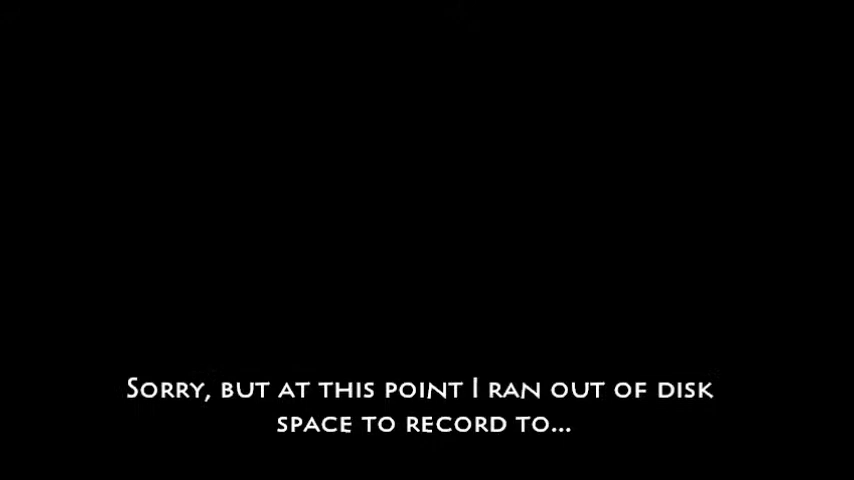 Sorry, but at this point I ran out of disk
space to record to...